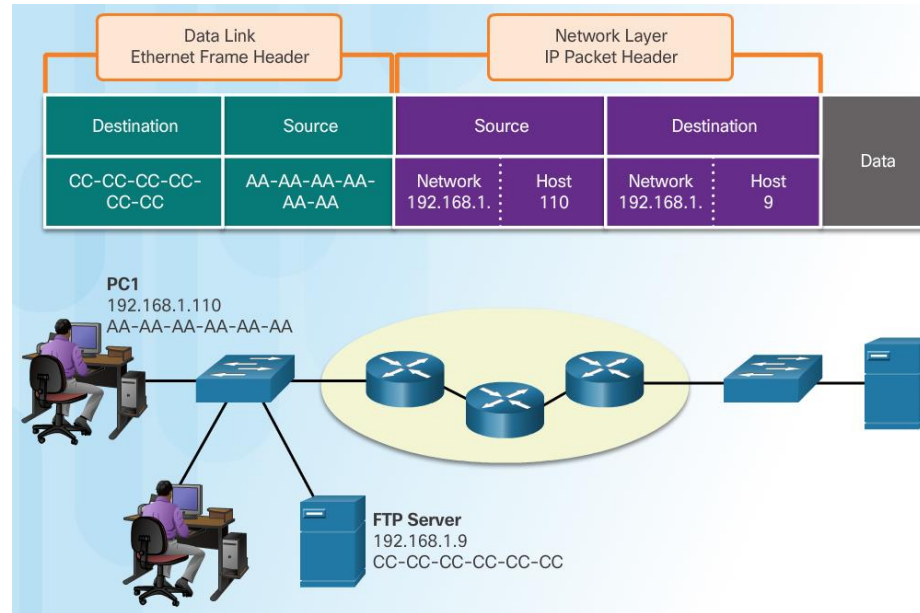 Data Link
Ethernet Frame Header
Network Layer
IP Packet Header
Destination
Source
Source
Destination
Data
CC-CC-CC-CC-
CC-CC
AA-AA-AA-AA-
AA-AA
Network
192.168.1.
Host
110
Network
192.168.1.
Host
9
PC1
192.168.1.110
AA-AA-AA-AA-AA-AA
FTP Server
192.168.1.9
CC-CC-CC-CC-CC-CC